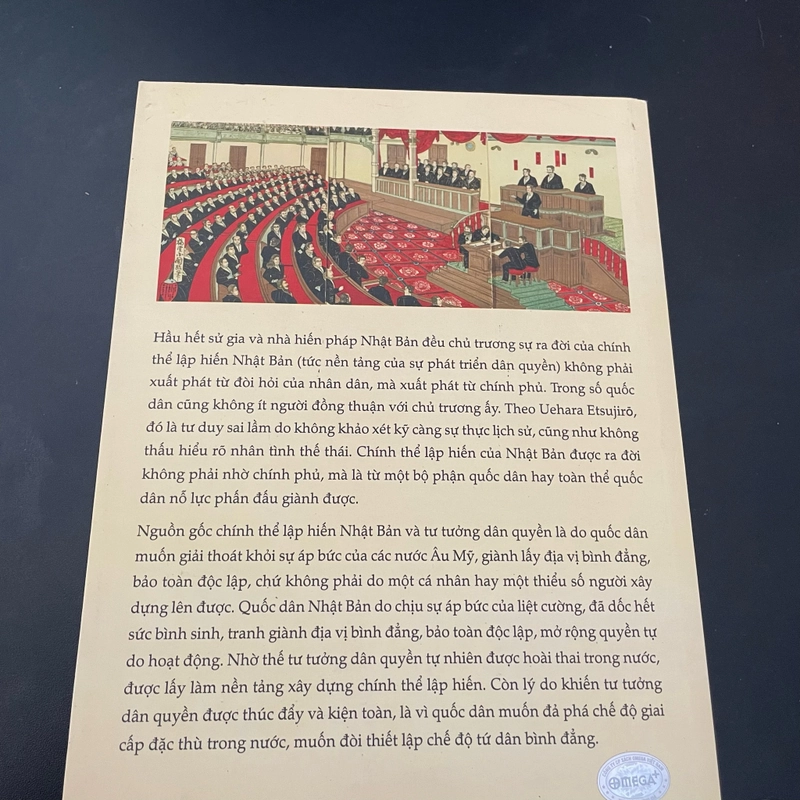 Hầu hết sử gia và nhà hiến pháp Nhật Bản đều chủ trương sự ra đời của chính
thể lập hiến Nhật Bản (tức nền tảng của sự phát triển dân quyền) không phải
xuất phát từ đòi hỏi của nhân dân, mà xuất phát từ chính phủ. Trong số quốc
dân cũng không ít người đồng thuận với chủ trương ấy. Theo Uehara Etsujirō,
đó là tư duy sai lầm do không khảo xét kỹ càng sự thực lịch sử, cũng như không
thấu hiểu rõ nhân tình thế thái. Chính thể lập hiến của Nhật Bản được ra đời
không phải nhờ chính phủ, mà là từ một bộ phận quốc dân hay toàn thể quốc
dân nỗ lực phấn đấu giành được.
Nguồn gốc chính thể lập hiến Nhật Bản và tư tưởng dân quyền là do quốc dân
muốn giải thoát khỏi sự áp bức của các nước Âu Mỹ, giành lấy địa vị bình đẳng,
bảo toàn độc lập, chứ không phải do một cá nhân hay một thiểu số người xây
dựng lên được. Quốc dân Nhật Bản do chịu sự áp bức của liệt cường, đã dốc hết
sức bình sinh, tranh giành địa vị bình đẳng, bảo toàn độc lập, mở rộng quyền tự
do hoạt động. Nhờ thế tư tưởng dân quyền tự nhiên được hoài thai trong nước,
được lấy làm nền tảng xây dựng chính thể lập hiến. Còn lý do khiến tư tưởng
dân quyền được thúc đẩy và kiện toàn, là vì quốc dân muốn đả phá chế độ giai
cấp đặc thù trong nước, muốn đòi thiết lập chế độ tứ dân bình đẳng.
OMEGA+